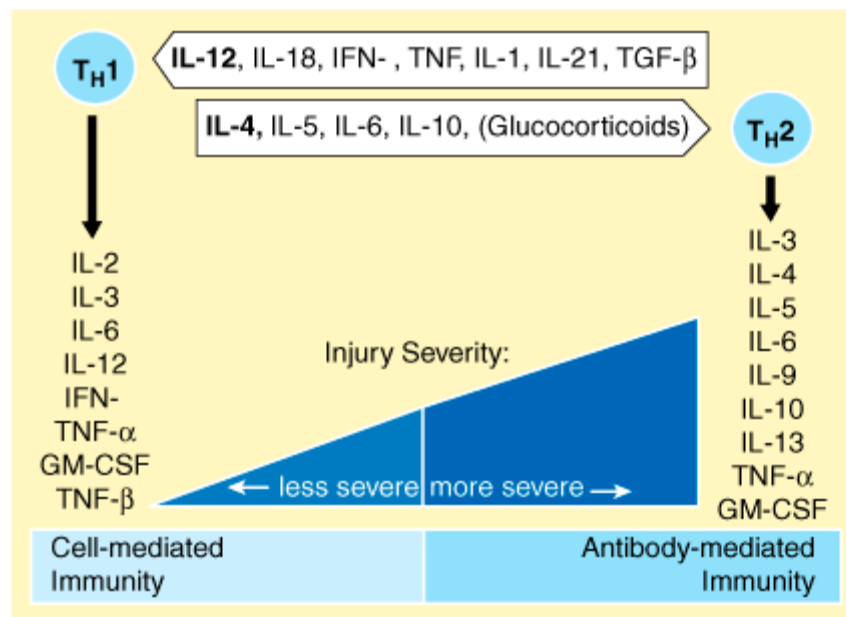 T_H1
IL-12, IL-18, IFN- , TNF, IL-1, IL-21, TGF-β
IL-4, IL-5, IL-6, IL-10, (Glucocorticoids)
T_H2
IL-2
IL-3
IL-6
IL-12
IFN-
TNF-α
GM-CSF
TNF-β
Injury Severity:
← less severe
more severe →
IL-3
IL-4
IL-5
IL-6
IL-9
IL-10
IL-13
TNF-α
GM-CSF
Cell-mediated
Immunity
Antibody-mediated
Immunity